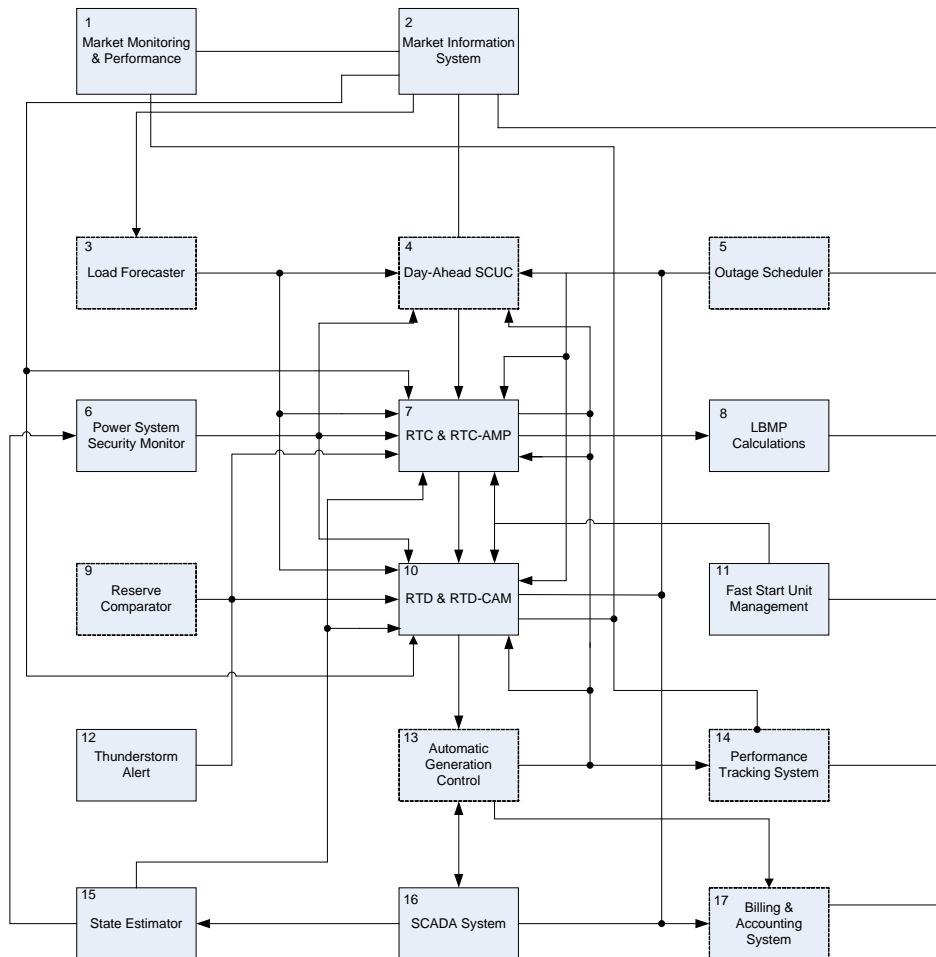 1
Market Monitoring
& Performance
2
Market Information
System
3
Load Forecaster
4
Day-Ahead SCUC
5
Outage Scheduler
6
Power System
Security Monitor
7
RTC & RTC-AMP
8
LBMP
Calculations
9
Reserve
Comparator
10
RTD & RTD-CAM
11
Fast Start Unit
Management
12
Thunderstorm
Alert
13
Automatic
Generation
Control
14
Performance
Tracking System
15
State Estimator
16
SCADA System
17
Billing &
Accounting
System